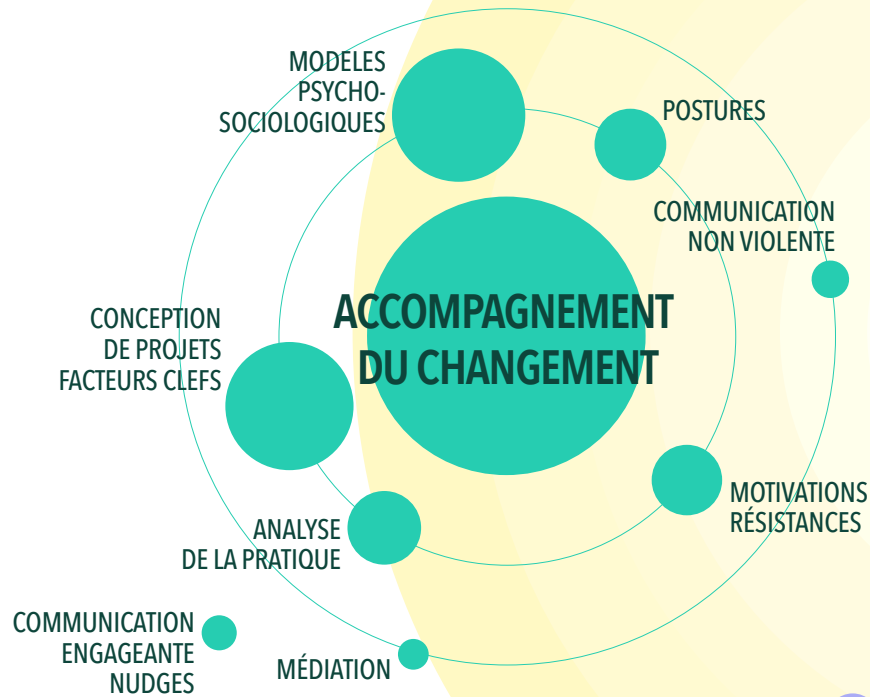 MODELES
PSYCHO-
SOCIOLOGIQUES
POSTURES
COMMUNICATION
NON VIOLENTE
ACCOMPAGNEMENT
DU CHANGEMENT
CONCEPTION
DE PROJETS
FACTEURS CLEFS
MOTIVATIONS
RÉSISTANCES
ANALYSE
DE LA PRATIQUE
COMMUNICATION
ENGAGEANTE
NUDGES
MÉDIATION